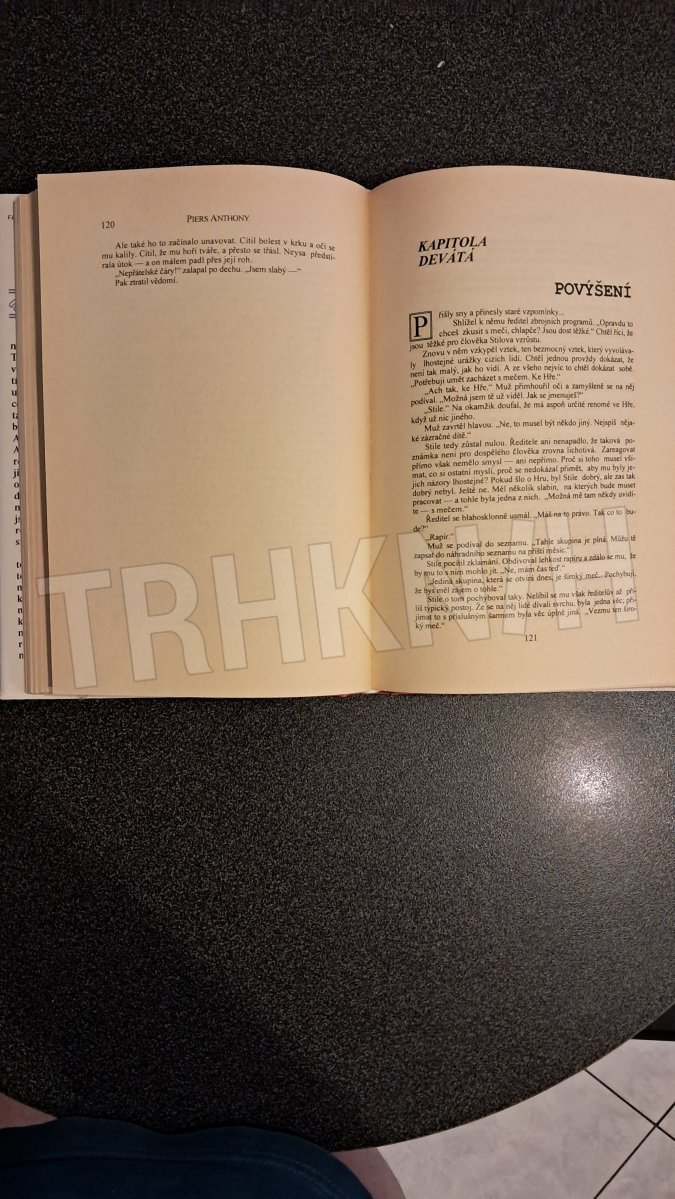 120
PIERS ANTHONY
Ale také ho to začínalo unavovat. Cítil bolest v krku a oči se
mu kalily. Cítil, že mu hoří tváře, a přesto se třásl. Neysa předstí-
rala útok — a on málem padl přes její roh.
„Nepřátelské čáry!“ zalapal po dechu. „Jsem slabý —“
Pak ztratil vědomí.
KAPITOLA
DEVÁTÁ
POVÝŠENÍ
Přišly sny a přinesly staré vzpomínky...
Shlížel k němu ředitel zbrojních programů. „Opravdu to
chceš zkusit s meči, chlapče? Jsou dost těžké.“ Chtěl říci, že
jsou těžké pro člověka Stilova vzrůstu.
Znovu v něm vzkypěl vztek, ten bezmocný vztek, který vyvoláva-
ly lhostejné urážky cizích lidí. Chtěl jednou provždy dokázat, že
není tak malý, jak ho vidí. A ze všeho nejvíc to chtěl dokázat sobě.
„Potřebuji umět zacházet s mečem. Ke Hře.“
„Ach tak, ke Hře.“ Muž přimhouřil oči a zamyšleně se na něj
podíval. „Možná jsem tě už viděl. Jak se jmenuješ?“
„Stile.“ Na okamžik doufal, že má aspoň určité renomé ve Hře,
když už nic jiného.
Muž zavrtěl hlavou. „Ne, to musel být někdo jiný. Nejspíš něja-
ké zázračné dítě.“
Stile tedy zůstal nulou. Ředitele ani nenapadlo, že taková po-
známka není pro dospělého člověka zrovna lichotivá. Zareagovat
přímo však nemělo smysl — ani nepřímo. Proč si toho musel vší-
mat, co si ostatní myslí, proč se nedokázal přimět, aby mu byly je-
jich názory lhostejné? Pokud šlo o Hru, byl Stile dobrý, ale zas tak
dobrý nebyl. Ještě ne. Měl několik slabin, na kterých bude muset
pracovat — a tohle byla jedna z nich. „Možná mě tam někdy uvidí-
te — s mečem.“
Ředitel se blahosklonně usmál. „Máš na to právo. Tak co to bu-
de?“
„Rapír.“
Muž se podíval do seznamu. „Tahle skupina je plná. Můžu tě
zapsat do náhradního seznamu na příští měsíc.“
Stile pocítil zklamání. Obdivoval lehkost rapíru a zdálo se mu, že
by mu to s ním mohlo jít. „Ne, mám čas teď.“
„Jediná skupina, která se otvírá dnes, je široký meč. Pochybuji,
že bys měl zájem o tohle.“
Stile o tom pochyboval taky. Nelíbil se mu však ředitelův až pří-
liš typický postoj. Že se na něj lidé dívali svrchu, byla jedna věc; při-
jímat to s příslušným šarmem byla věc úplně jiná. „Vezmu ten širo-
ký meč.“
121